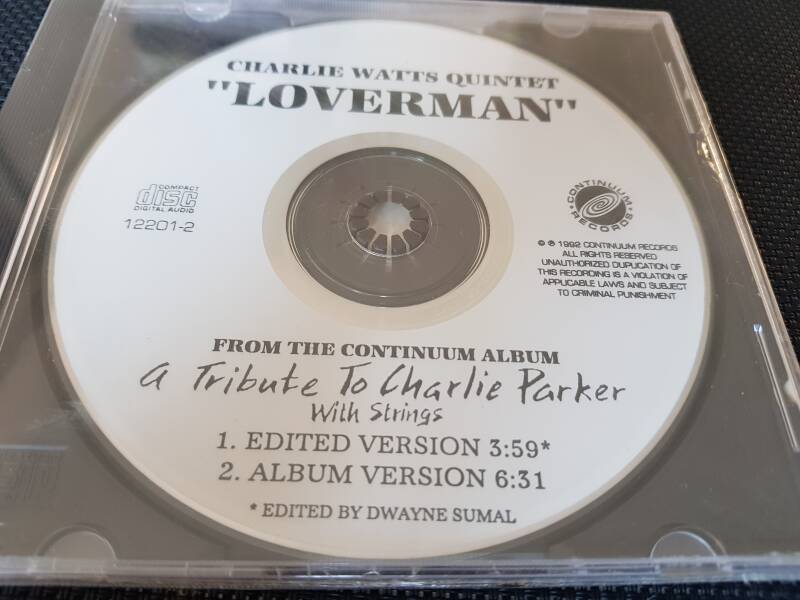 CHARLIE WATTS QUINTET
"LOVERMAN"
COMPACT
disc
DIGITAL AUDIO
12201-2
CONTINUUM
RECORDS
© ℗ 1992 CONTINUUM RECORDS
ALL RIGHTS RESERVED
UNAUTHORIZED DUPLICATION OF
THIS RECORDING IS A VIOLATION OF
APPLICABLE LAWS AND SUBJECT
TO CRIMINAL PUNISHMENT
FROM THE CONTINUUM ALBUM
A Tribute To Charlie Parker
With Strings
1. EDITED VERSION 3:59*
2. ALBUM VERSION 6:31
* EDITED BY DWAYNE SUMAL